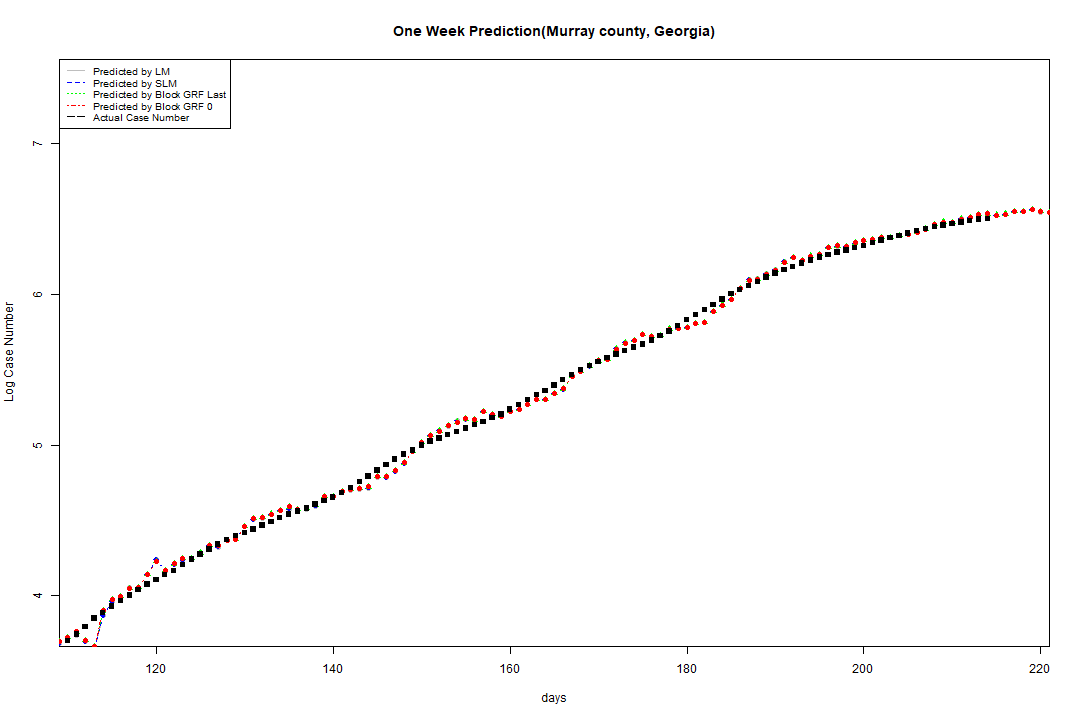 One Week Prediction(Murray county, Georgia)
Predicted by LM
Predicted by SLM
Predicted by Block GRF Last
Predicted by Block GRF 0
Actual Case Number
7
6
5
4
Log Case Number
120 140 160 180 200 220
days